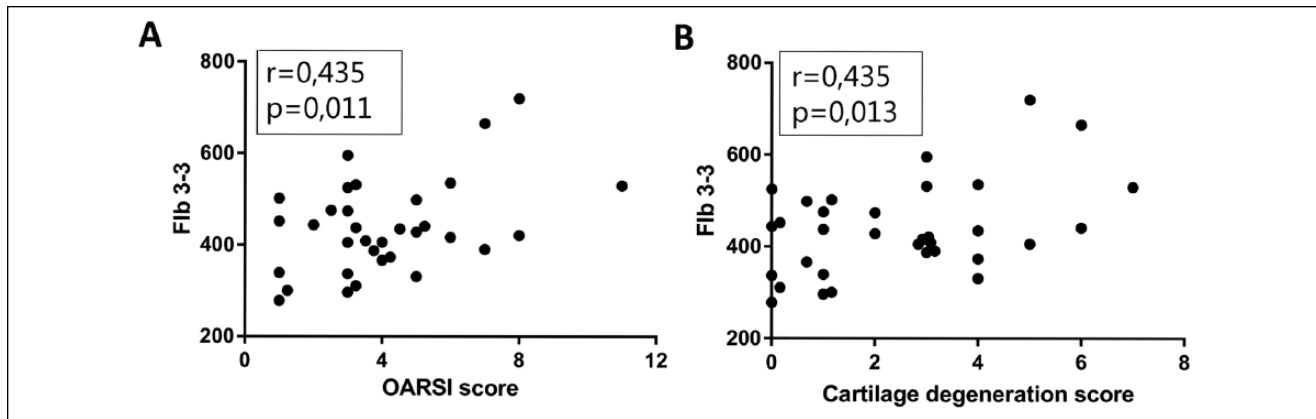 A
r=0,435
p=0,011
800
600
400
200
FIb 3-3
0
4
8
12
OARSI score
B
r=0,435
p=0,013
800
600
400
200
FIb 3-3
0
2
4
6
8
Cartilage degeneration score